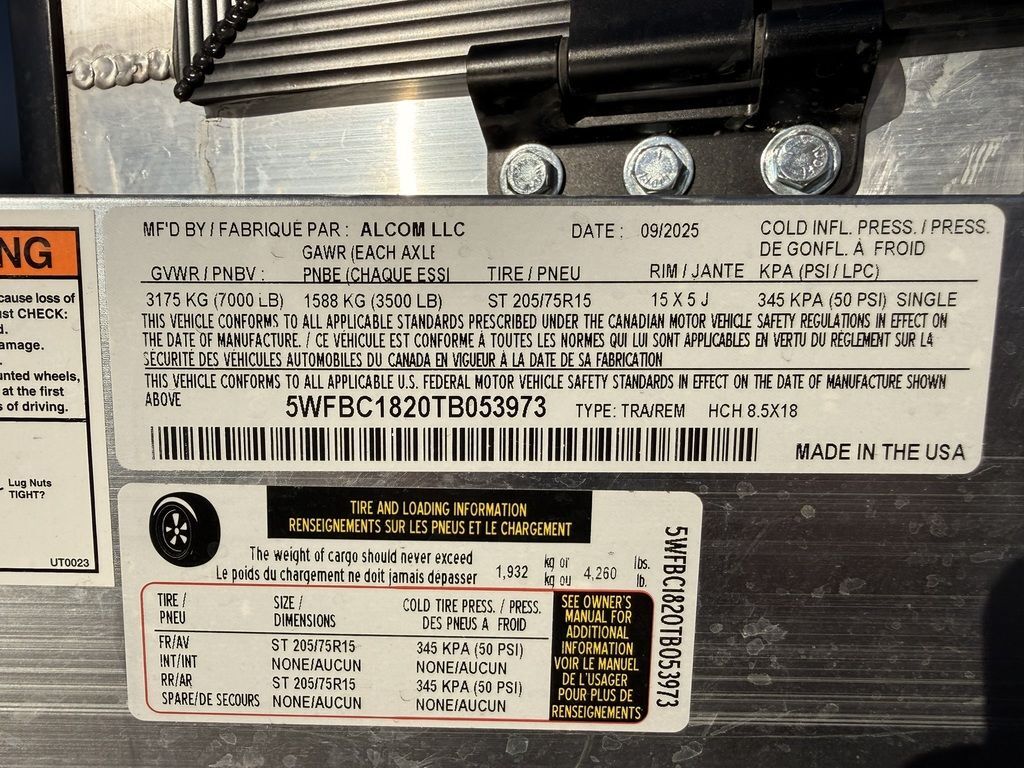 NG
cause loss of
ust CHECK:
d.
amage.
unted wheels,
at the first
s of driving.
Lug Nuts
TIGHT?
UT0023
MF'D BY / FABRIQUÉ PAR : ALCOM LLC DATE : 09/2025 COLD INFL. PRESS. / PRESS.
GAWR (EACH AXLE DE GONFL. À FROID
GVWR / PNBV : PNBE (CHAQUE ESSI TIRE / PNEU RIM / JANTE KPA (PSI / LPC)
3175 KG (7000 LB) 1588 KG (3500 LB) ST 205/75R15 15 X 5 J 345 KPA (50 PSI) SINGLE
THIS VEHICLE CONFORMS TO ALL APPLICABLE STANDARDS PRESCRIBED UNDER THE CANADIAN MOTOR VEHICLE SAFETY REGULATIONS IN EFFECT ON
THE DATE OF MANUFACTURE. / CE VÉHICULE EST CONFORME À TOUTES LES NORMES QUI LUI SONT APPLICABLES EN VERTU DU RÉGLEMENT SUR LA
SÉCURITÉ DES VÉHICULES AUTOMOBILES DU CANADA EN VIGUEUR À LA DATE DE SA FABRICATION
THIS VEHICLE CONFORMS TO ALL APPLICABLE U.S. FEDERAL MOTOR VEHICLE SAFETY STANDARDS IN EFFECT ON THE DATE OF MANUFACTURE SHOWN
ABOVE
5WFBC1820TB053973 TYPE: TRA/REM HCH 8.5X18
MADE IN THE USA
TIRE AND LOADING INFORMATION
RENSEIGNEMENTS SUR LES PNEUS ET LE CHARGEMENT
The weight of cargo should never exceed kg or lbs.
Le poids du chargement ne doit jamais dépasser 1,932 kg ou 4,260 lb.
TIRE / SIZE / COLD TIRE PRESS. / PRESS.
PNEU DIMENSIONS DES PNEUS À FROID
FR/AV ST 205/75R15 345 KPA (50 PSI)
INT/INT NONE/AUCUN NONE/AUCUN
RR/AR ST 205/75R15 345 KPA (50 PSI)
SPARE/DE SECOURS NONE/AUCUN NONE/AUCUN
SEE OWNER'S
MANUAL FOR
ADDITIONAL
INFORMATION
VOIR LE MANUEL
DE L'USAGER
POUR PLUS DE
RENSEIGNEMENTS
5WFBC1820TB053973